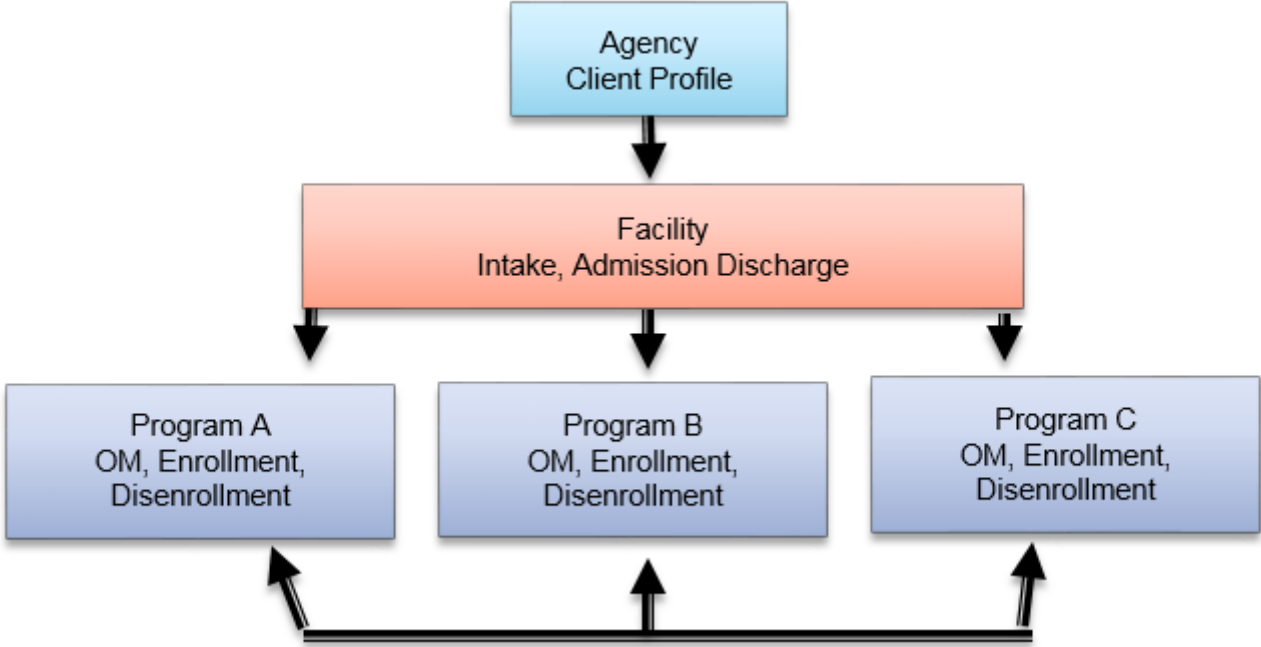 Agency
Client Profile
Facility
Intake, Admission Discharge
Program A
OM, Enrollment,
Disenrollment
Program B
OM, Enrollment,
Disenrollment
Program C
OM, Enrollment,
Disenrollment